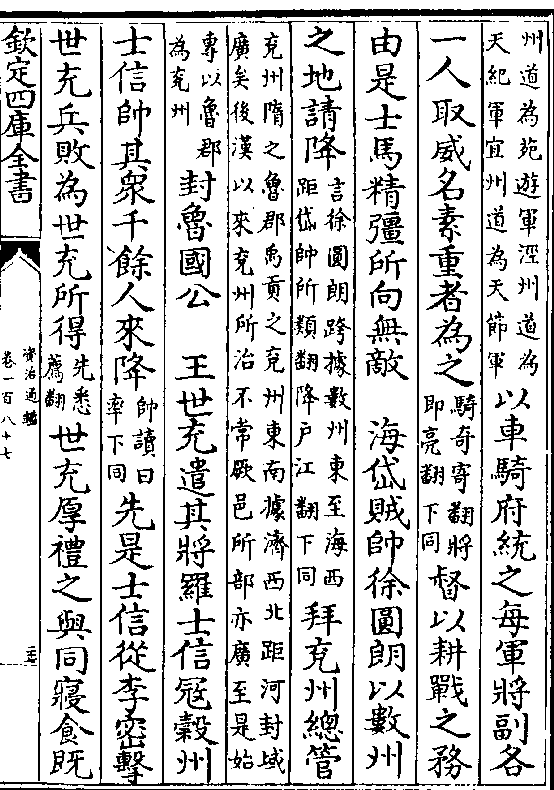 州道為苑遊軍涇州道為
天紀軍宜州道為天節軍
以車騎府統之每軍將副各
一人取威名素重者為之
騎奇寄翻將
即亮翻下同
督以耕戰之務
由是士馬精彊所向無敵　海岱賊帥徐圓朗以數州
之地請降
言徐圓朗跨據數州東至海西
距岱帥所類翻降户江翻下同
拜兖州總管
兖州隋之魯郡禹貢之兖州東南據濟西北距河封域
廣矣後漢以來兖州所治不常厥邑所部亦廣至是始
專以魯郡
為兖州
封魯國公　王世充遣其將羅士信冦糓州
士信帥其衆千餘人來降
帥讀曰
率下同
先是士信從李密擊
世充兵敗為世充所得
先悉
薦翻
世充厚禮之與同寢食既
欽定四庫全書
資治通鑑
卷一百八十七